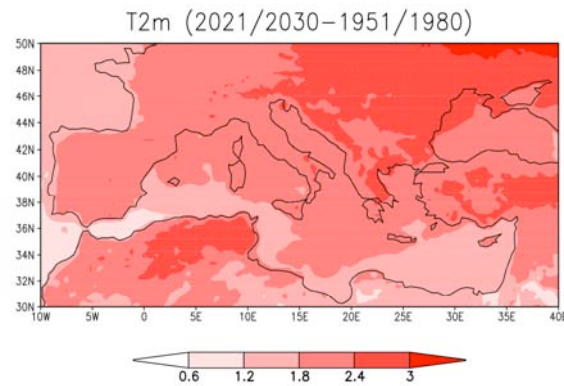 T2m (2021/2030-1951/1980)
50N
48N
46N
44N
42N
40N
38N
36N
34N
32N
30N
10W 5W 0 5E 10E 15E 20E 25E 30E 35E 40E
0.6 1.2 1.8 2.4 3